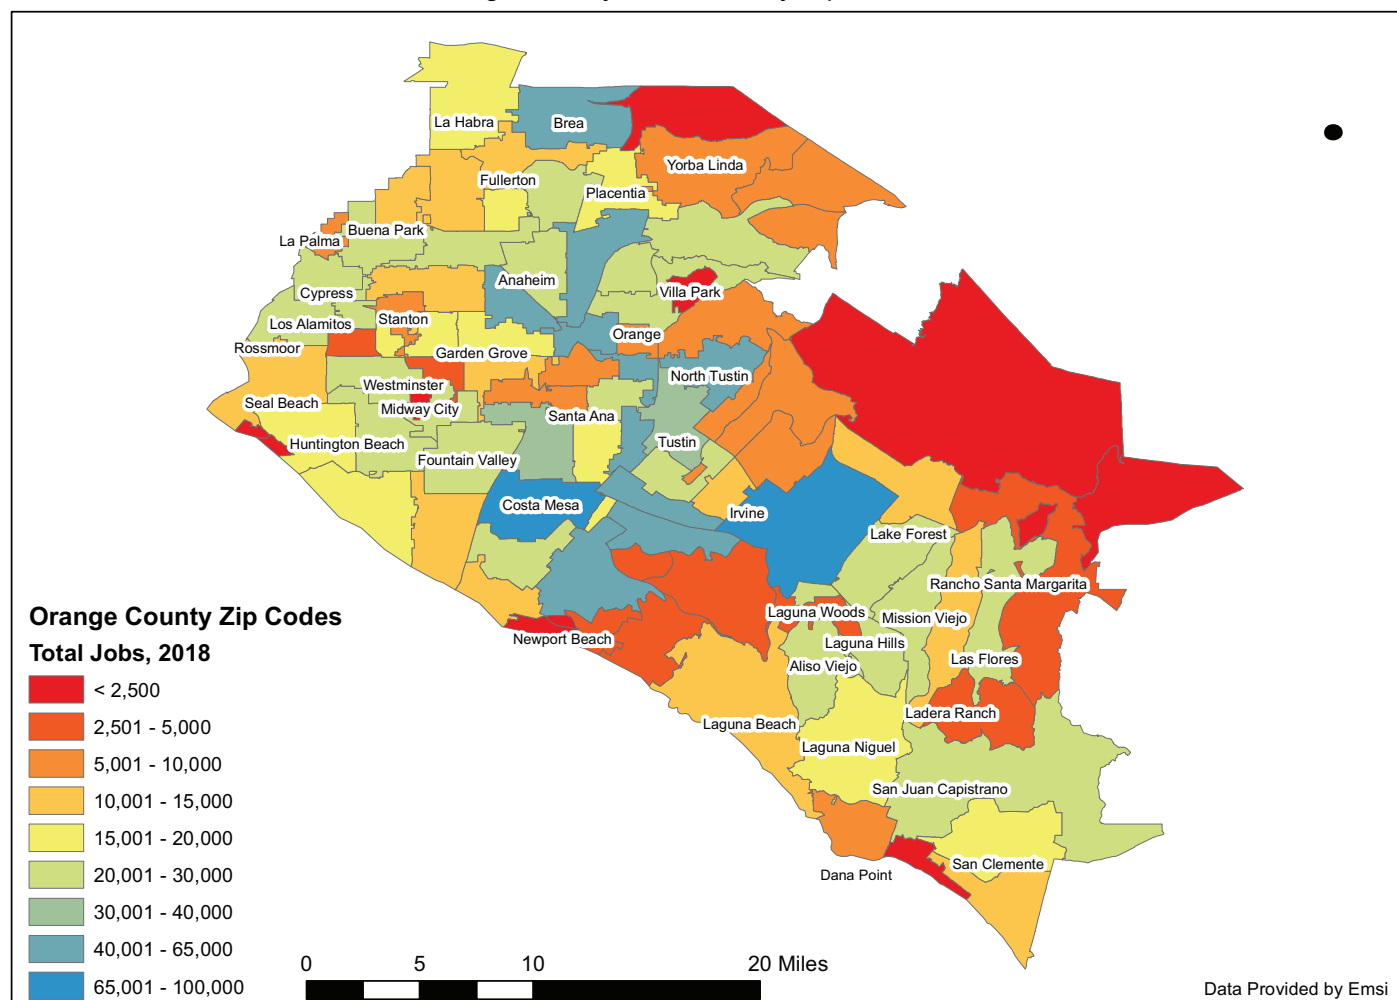 La Habra
Brea
Yorba Linda
Fullerton
Placentia
Buena Park
La Palma
Anaheim
Villa Park
Cypress
Stanton
Los Alamitos
Orange
Rossmoor
Garden Grove
North Tustin
Westminster
Seal Beach
Midway City
Santa Ana
Huntington Beach
Tustin
Fountain Valley
Costa Mesa
Irvine
Lake Forest
Rancho Santa Margarita
Laguna Woods
Mission Viejo
Newport Beach
Laguna Hills
Las Flores
Aliso Viejo
Ladera Ranch
Laguna Beach
Laguna Niguel
San Juan Capistrano
San Clemente
Dana Point
Orange County Zip Codes
Total Jobs, 2018
< 2,500
2,501 - 5,000
5,001 - 10,000
10,001 - 15,000
15,001 - 20,000
20,001 - 30,000
30,001 - 40,000
40,001 - 65,000
65,001 - 100,000
0 5 10 20 Miles
Data Provided by Emsi